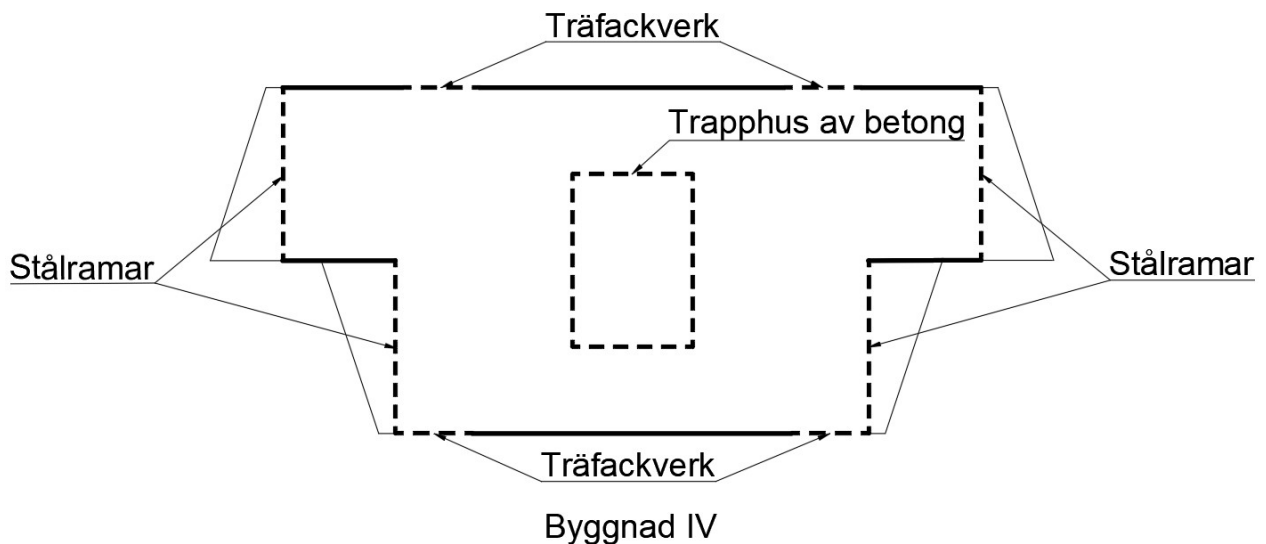 Träfackverk
Trapphus av betong
Stålramar
Stålramar
Träfackverk
Byggnad IV